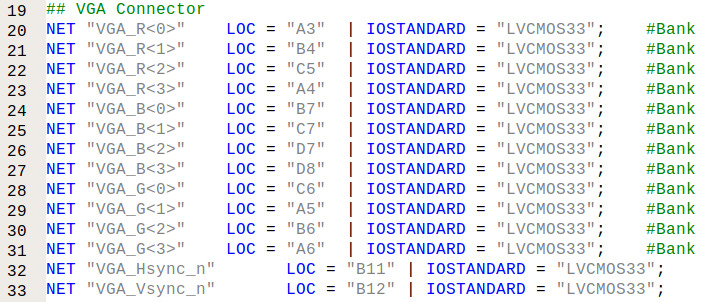 19 ## VGA Connector
20 NET "VGA_R<0>" LOC = "A3" | IOSTANDARD = "LVCMOS33"; #Bank
21 NET "VGA_R<1>" LOC = "B4" | IOSTANDARD = "LVCMOS33"; #Bank
22 NET "VGA_R<2>" LOC = "C5" | IOSTANDARD = "LVCMOS33"; #Bank
23 NET "VGA_R<3>" LOC = "A4" | IOSTANDARD = "LVCMOS33"; #Bank
24 NET "VGA_B<0>" LOC = "B7" | IOSTANDARD = "LVCMOS33"; #Bank
25 NET "VGA_B<1>" LOC = "C7" | IOSTANDARD = "LVCMOS33"; #Bank
26 NET "VGA_B<2>" LOC = "D7" | IOSTANDARD = "LVCMOS33"; #Bank
27 NET "VGA_B<3>" LOC = "D8" | IOSTANDARD = "LVCMOS33"; #Bank
28 NET "VGA_G<0>" LOC = "C6" | IOSTANDARD = "LVCMOS33"; #Bank
29 NET "VGA_G<1>" LOC = "A5" | IOSTANDARD = "LVCMOS33"; #Bank
30 NET "VGA_G<2>" LOC = "B6" | IOSTANDARD = "LVCMOS33"; #Bank
31 NET "VGA_G<3>" LOC = "A6" | IOSTANDARD = "LVCMOS33"; #Bank
32 NET "VGA_Hsync_n" LOC = "B11" | IOSTANDARD = "LVCMOS33";
33 NET "VGA_Vsync_n" LOC = "B12" | IOSTANDARD = "LVCMOS33";